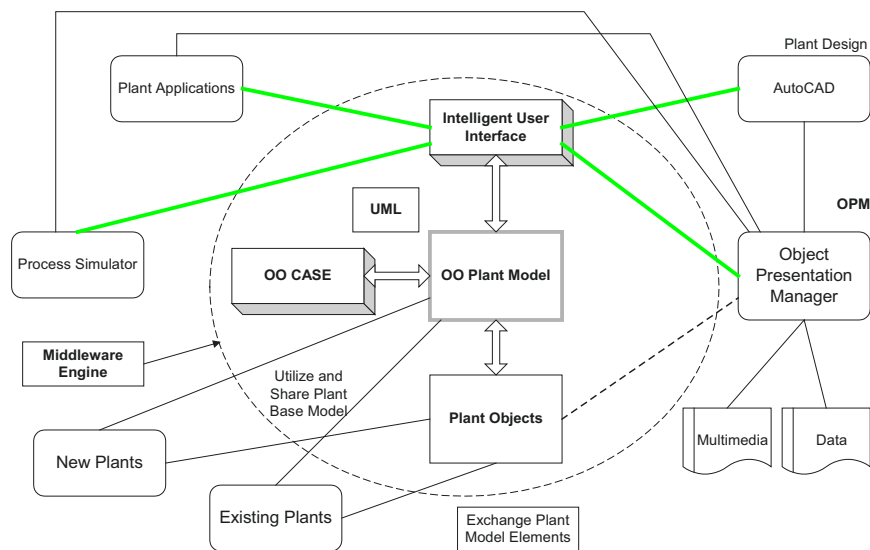 Plant Design
Plant Applications
AutoCAD
Intelligent User
Interface
UML
OPM
Process Simulator
OO CASE
OO Plant Model
Object
Presentation
Manager
Middleware
Engine
Utilize and
Share Plant
Base Model
Plant Objects
Multimedia
Data
New Plants
Existing Plants
Exchange Plant
Model Elements